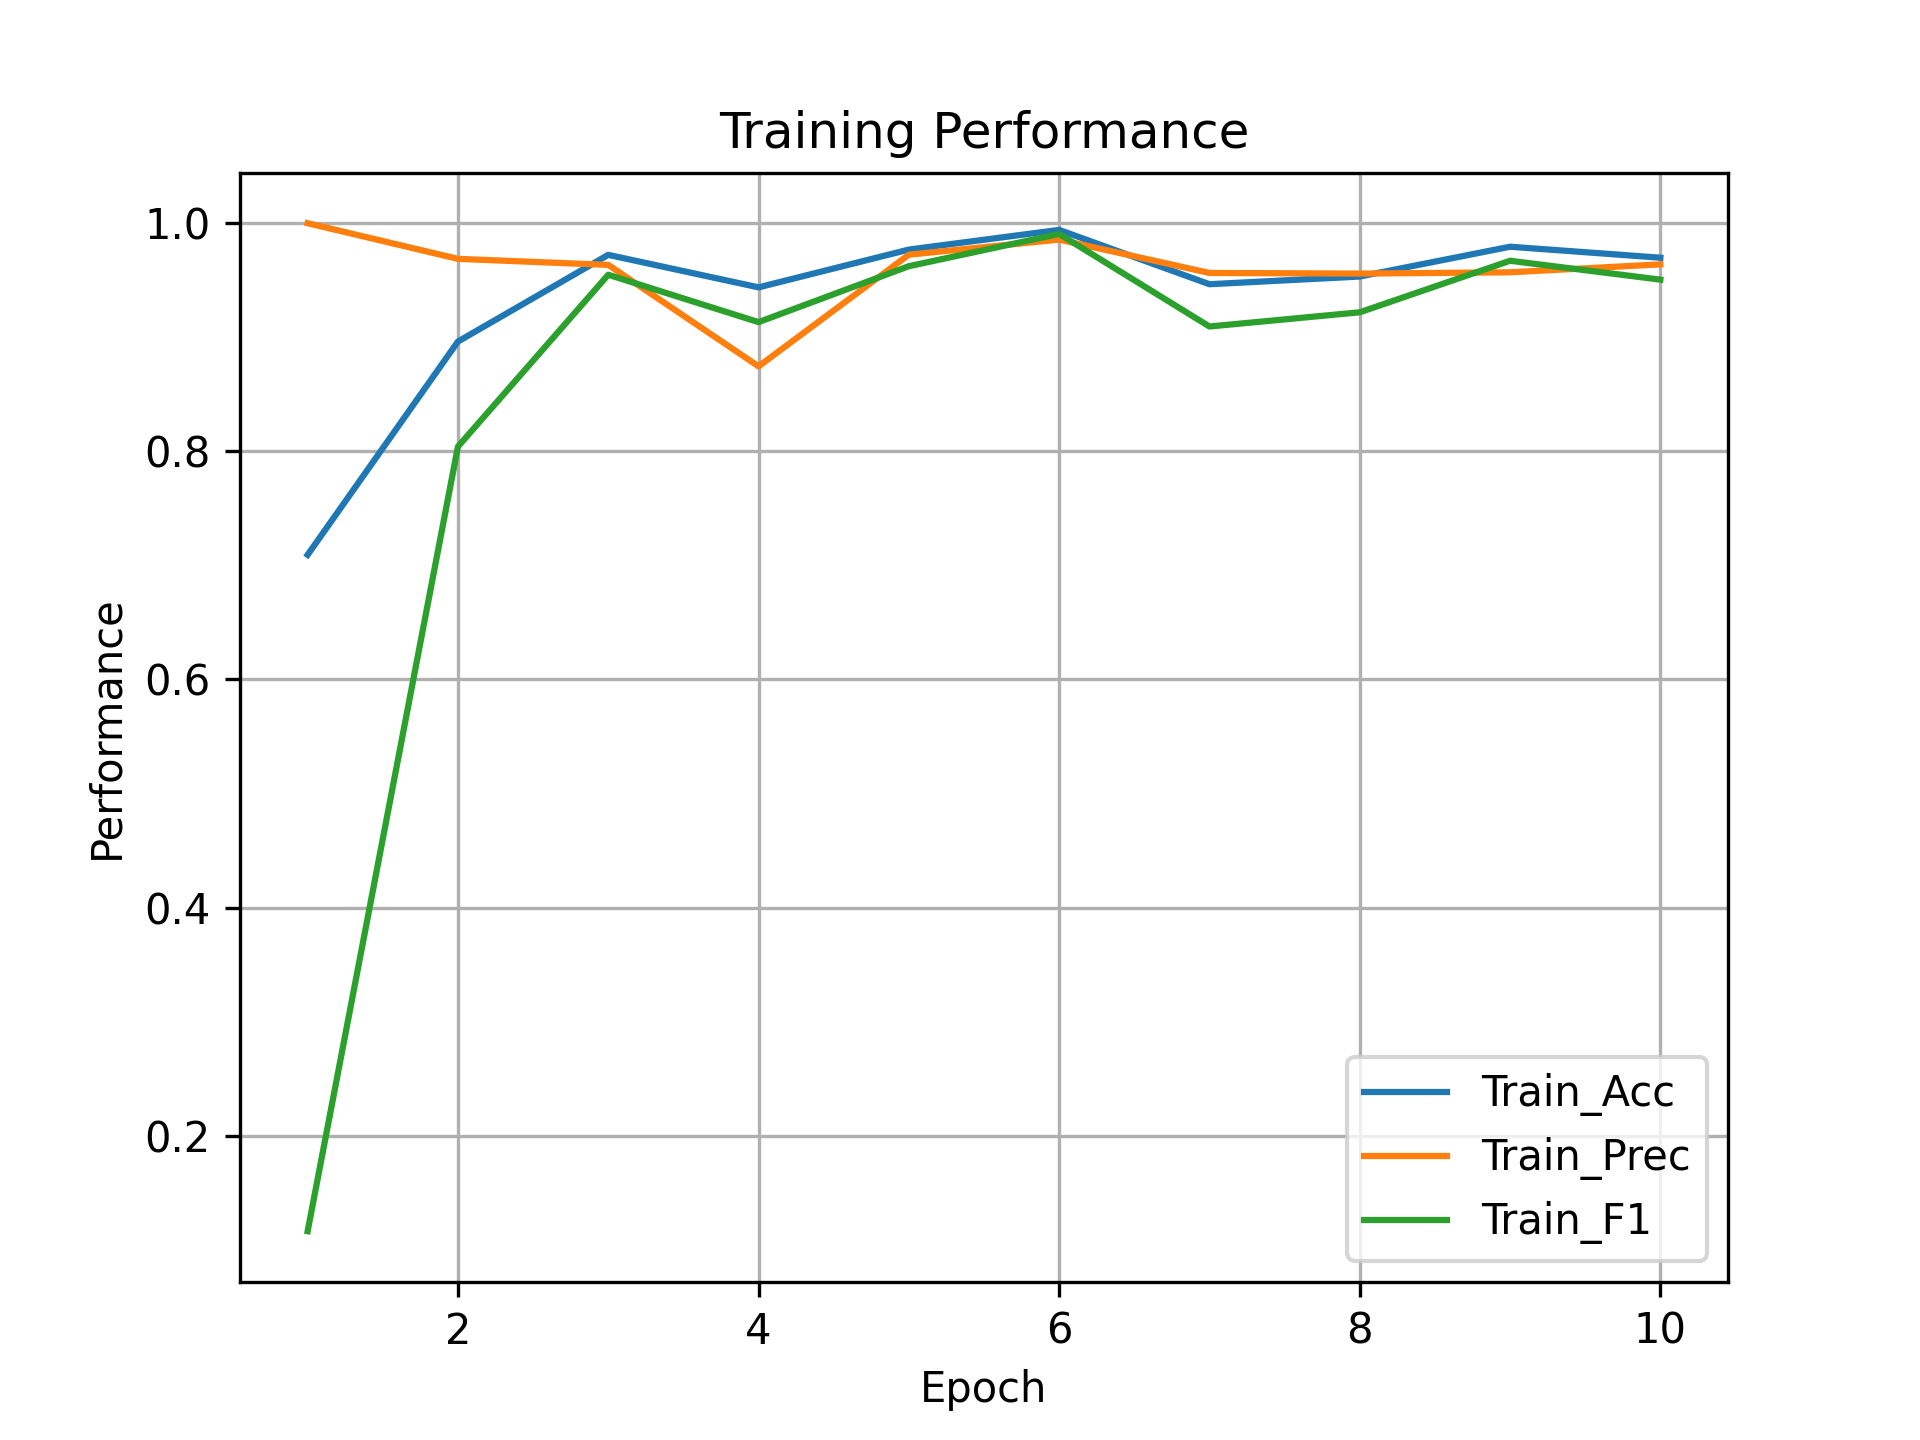 Training Performance
1.0
0.8
0.6
0.4
0.2
Performance
2 4 6 8 10
Epoch
Train_Acc
Train_Prec
Train_F1